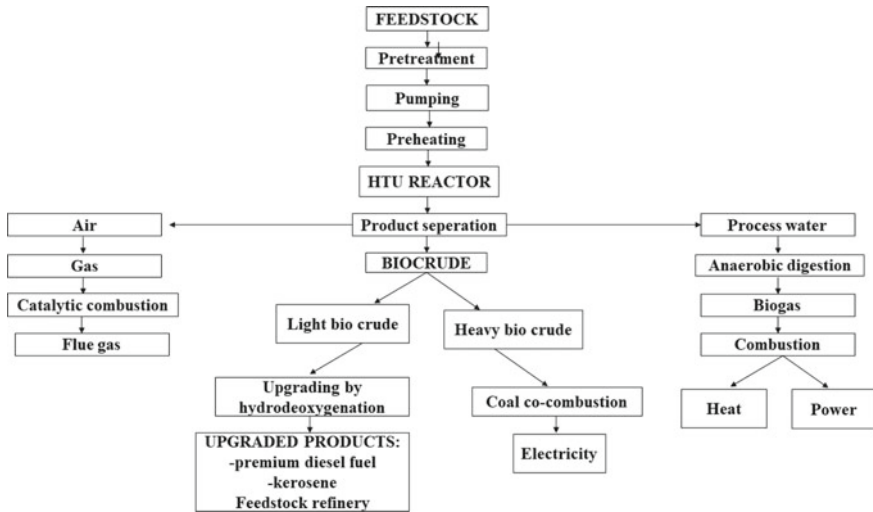 FEEDSTOCK
Pretreatment
Pumping
Preheating
HTU REACTOR
Air
Product seperation
Process water
Gas
BIOCRUDE
Anaerobic digestion
Catalytic combustion
Light bio crude
Heavy bio crude
Biogas
Flue gas
Combustion
Upgrading by
hydrodeoxygenation
Coal co-combustion
Heat
Power
UPGRADED PRODUCTS:
-premium diesel fuel
-kerosene
Feedstock refinery
Electricity